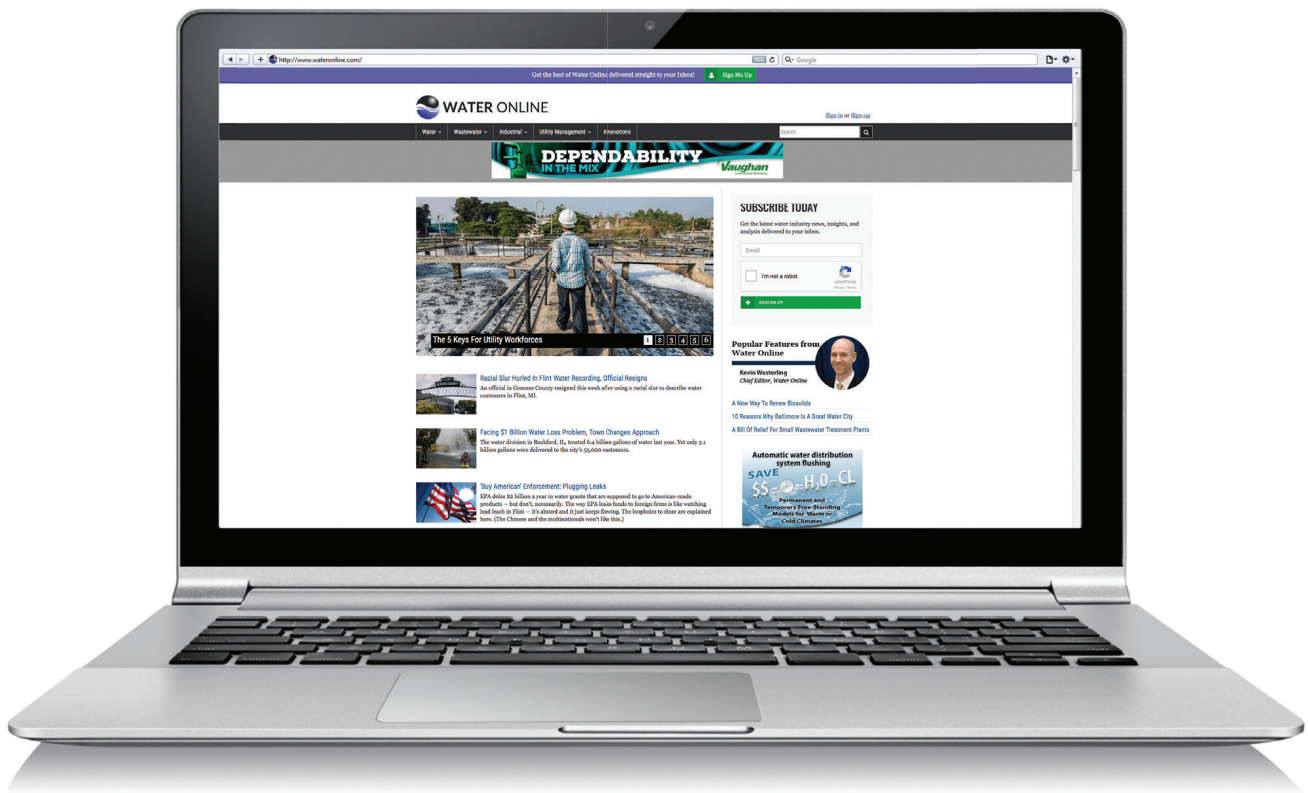 http://www.wateronline.com/
Google
Get the best of Water Online delivered straight to your Inbox!
Sign Me Up
WATER ONLINE
Sign in or Sign up
Water
Wastewater
Industrial
Utility Management
Innovations
Search
DEPENDABILITY
IN THE MIX
Vaughan
SUBSCRIBE TODAY
Get the latest water industry news, insights, and
analysis delivered to your inbox.
Email
I'm not a robot
reCAPTCHA
Privacy - Terms
SIGN ME UP
The 5 Keys For Utility Workforces
1 2 3 4 5 6
Popular Features from
Water Online
Kevin Westerling
Chief Editor, Water Online
A New Way To Renew Biosolids
10 Reasons Why Baltimore Is A Great Water City
A Bill Of Relief For Small Wastewater Treatment Plants
Racial Slur Hurled In Flint Water Recording, Official Resigns
An official in Genesee County resigned this week after using a racial slur to describe water
customers in Flint, MI.
Facing $1 Billion Water Loss Problem, Town Changes Approach
The water division in Rockford, IL, treated 6.4 billion gallons of water last year. Yet only 5.1
billion gallons were delivered to the city's 55,000 customers.
'Buy American' Enforcement: Plugging Leaks
EPA doles $2 billion a year in water grants that are supposed to go to American-made
products — but don't, necessarily. The way EPA leaks funds to foreign firms is like watching
lead leach in Flint — it's absurd and it just keeps flowing. The loopholes to close are explained
here. (The Chinese and the multinationals won't like this.)
Automatic water distribution
system flushing
SAVE
$$=
H₂O-CL
Permanent and
Temporary Free-Standing
Models for Warm or
Cold Climates